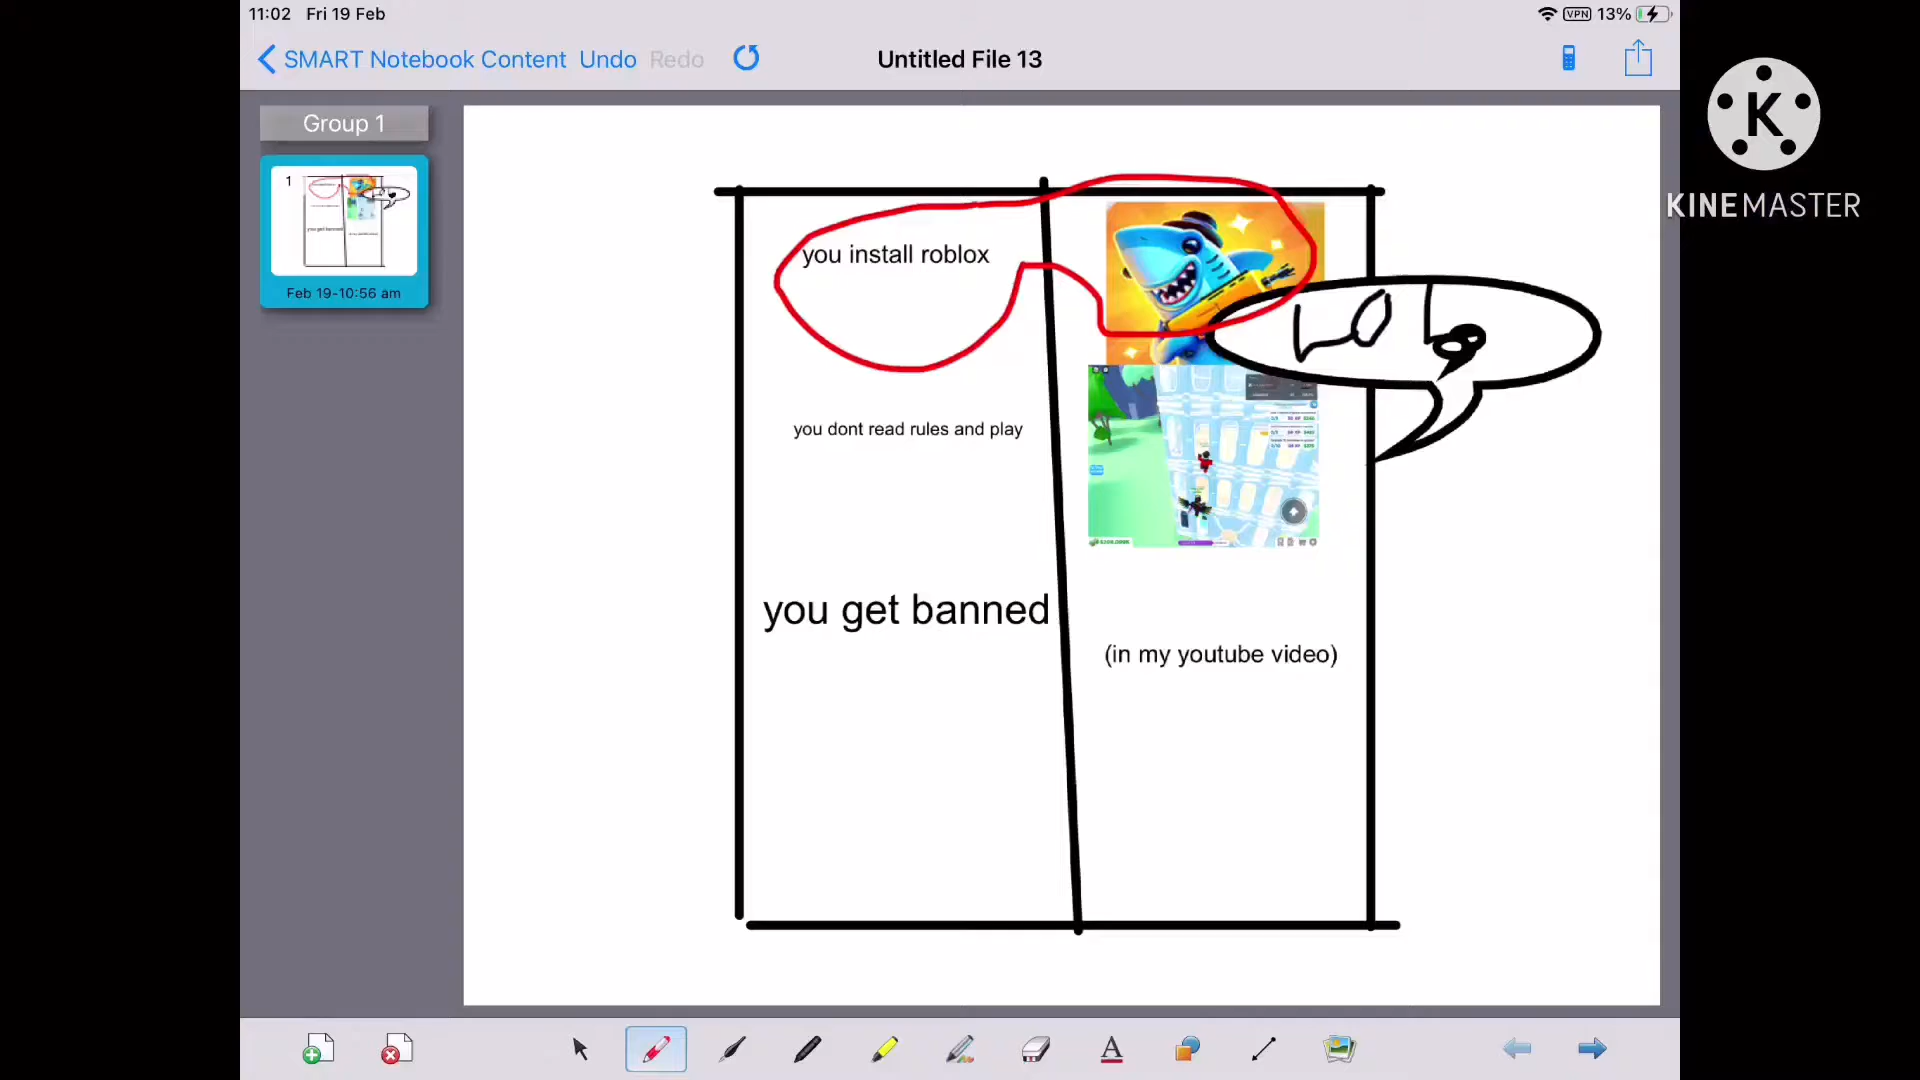 11:02 Fri 19 Feb
VPN 13%
SMART Notebook Content Undo Redo
Untitled File 13
K
KINEMASTER
Group 1
1
Feb 19-10:56 am
you install roblox
LOL
you dont read rules and play
you get banned
(in my youtube video)
A